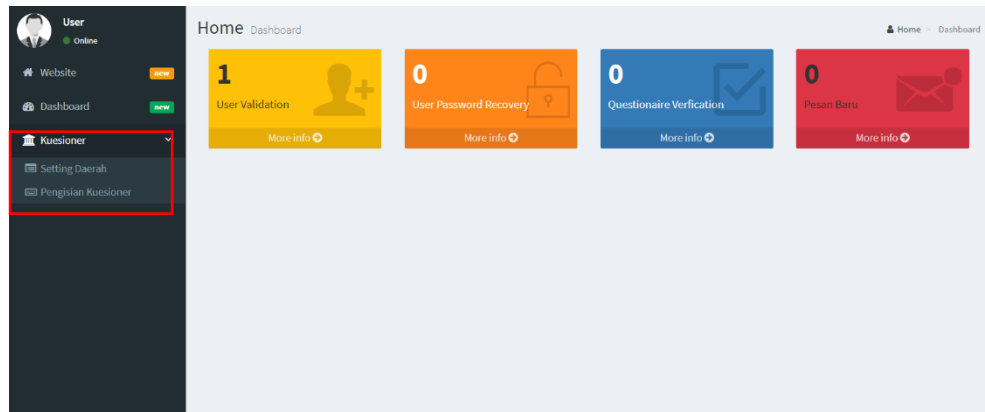 User
Online
Website
new
Dashboard
new
Kuesioner
Setting Daerah
Pengisian Kuesioner
Home Dashboard
Home > Dashboard
1
User Validation
More info
0
User Password Recovery
More info
0
Questionaire Verfication
More info
0
Pesan Baru
More info